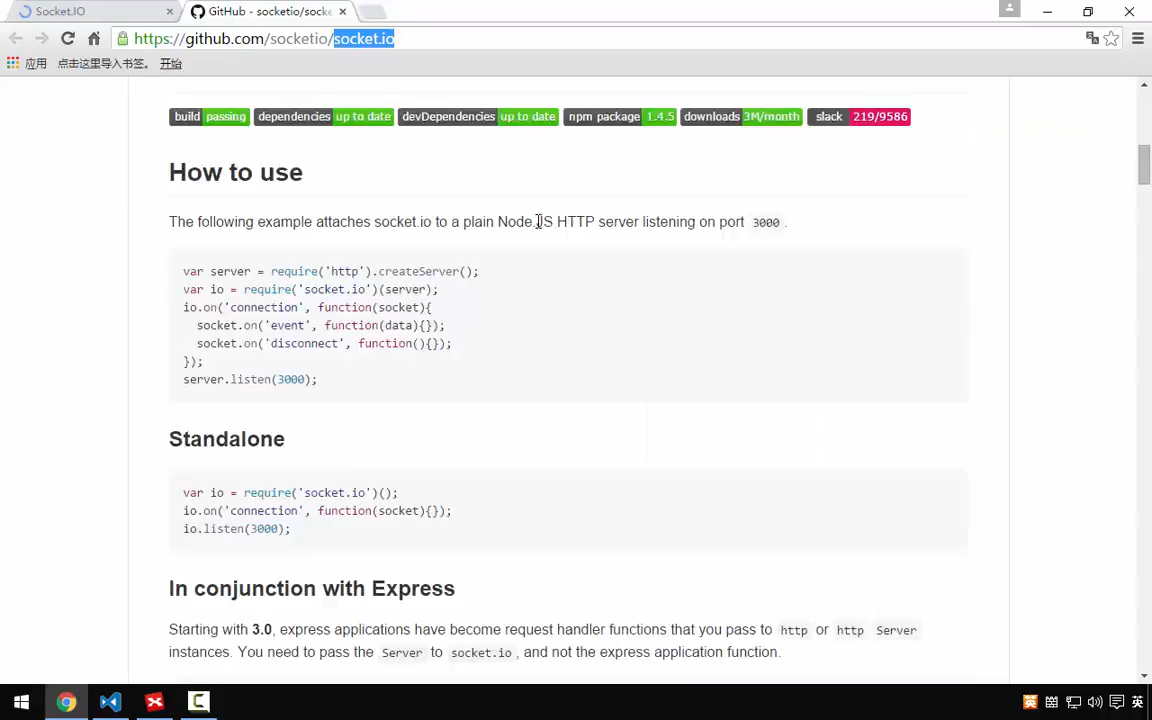 Socket.IO
GitHub - socketio/socke
https://github.com/socketio/socket.io
应用 点击这里导入书签。 开始
build passing dependencies up to date devDependencies up to date npm package 1.4.5 downloads 3M/month slack 219/9586
How to use
The following example attaches socket.io to a plain Node.JS HTTP server listening on port 3000 .
var server = require('http').createServer();
var io = require('socket.io')(server);
io.on('connection', function(socket){
socket.on('event', function(data){});
socket.on('disconnect', function(){});
});
server.listen(3000);
Standalone
var io = require('socket.io')();
io.on('connection', function(socket){});
io.listen(3000);
In conjunction with Express
Starting with 3.0, express applications have become request handler functions that you pass to http or http Server
instances. You need to pass the Server to socket.io , and not the express application function.
英